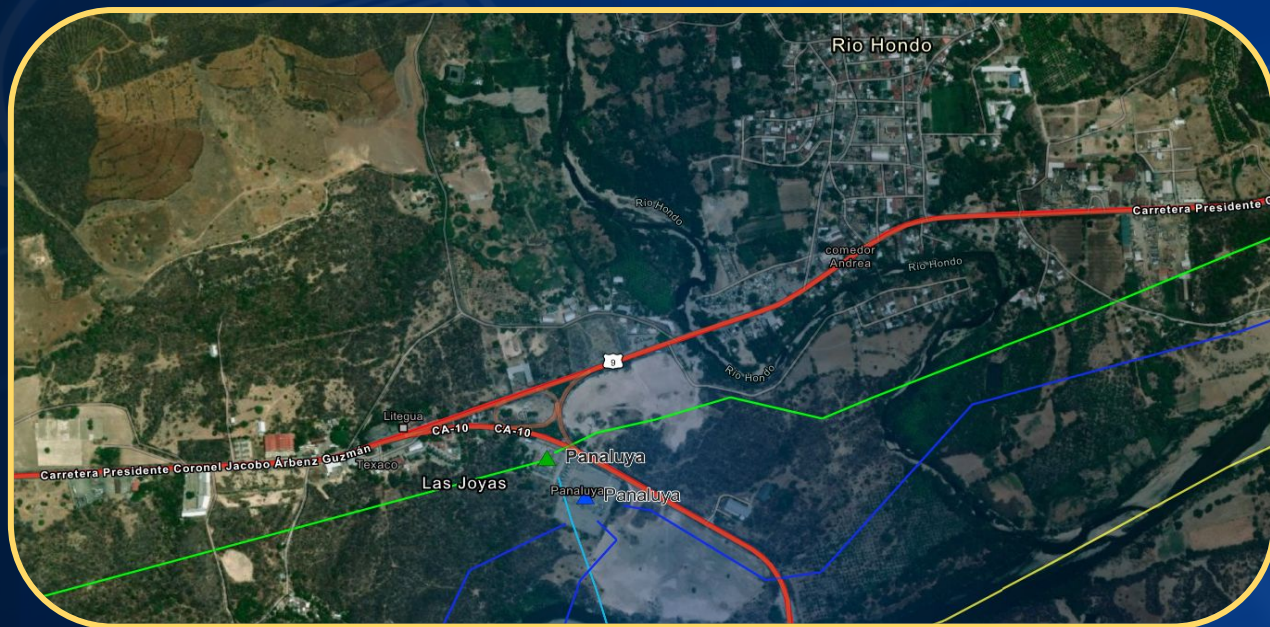 Rio Hondo
Rio Hondo
Carretera Presidente C
comedor
Andrea
Rio Hondo
9
Rio Hondo
Litegua
CA-10
CA-10
Carretera Presidente Coronel Jacobo Árbenz Guzmán
Texaco
Panaluya
Las Joyas
Panaluya
Panaluya